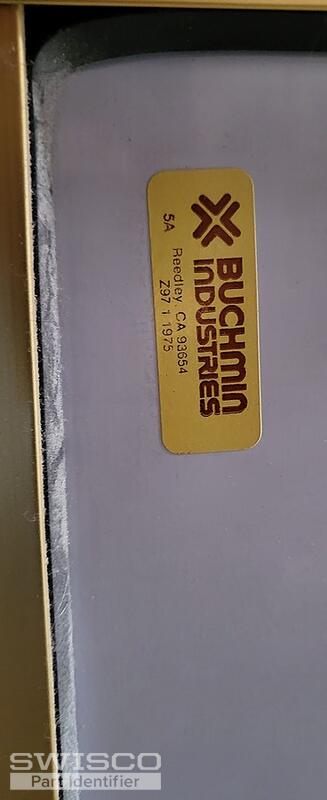 BUCHMIN
INDUSTRIES
5A Reedley, CA 93654
Z97 1 1975
SWISCO
Part Identifier